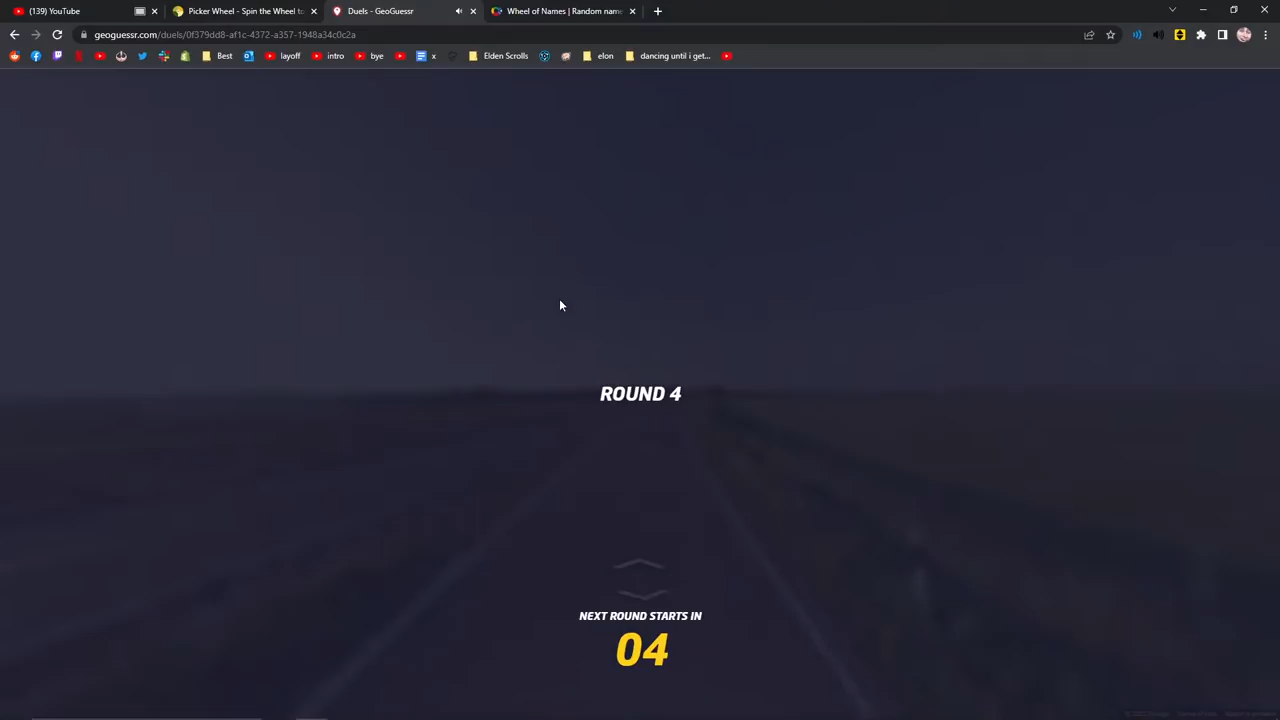 (139) YouTube
Picker Wheel - Spin the Wheel to
Duels - GeoGuessr
Wheel of Names | Random name
geoguessr.com/duels/0f379dd8-af1c-4372-a357-1948a34c0c2a
Best
layoff
intro
bye
x
Elden Scrolls
elon
dancing until i get...
ROUND 4
NEXT ROUND STARTS IN
04